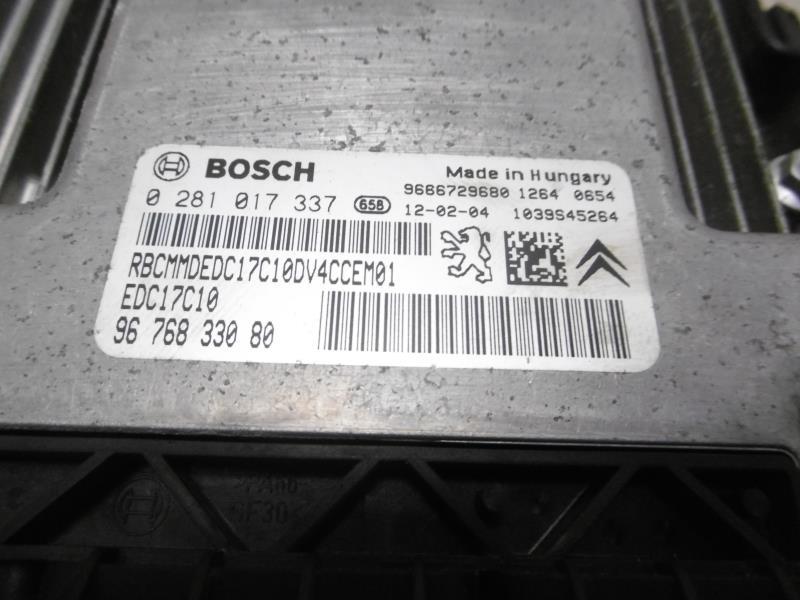 BOSCH
Made in Hungary
0 281 017 337 658
9686729680 1264 0654
12-02-04 1039S45264
RBCMMDEDC17C10DV4CCEM01
EDC17C10
96 768 330 80